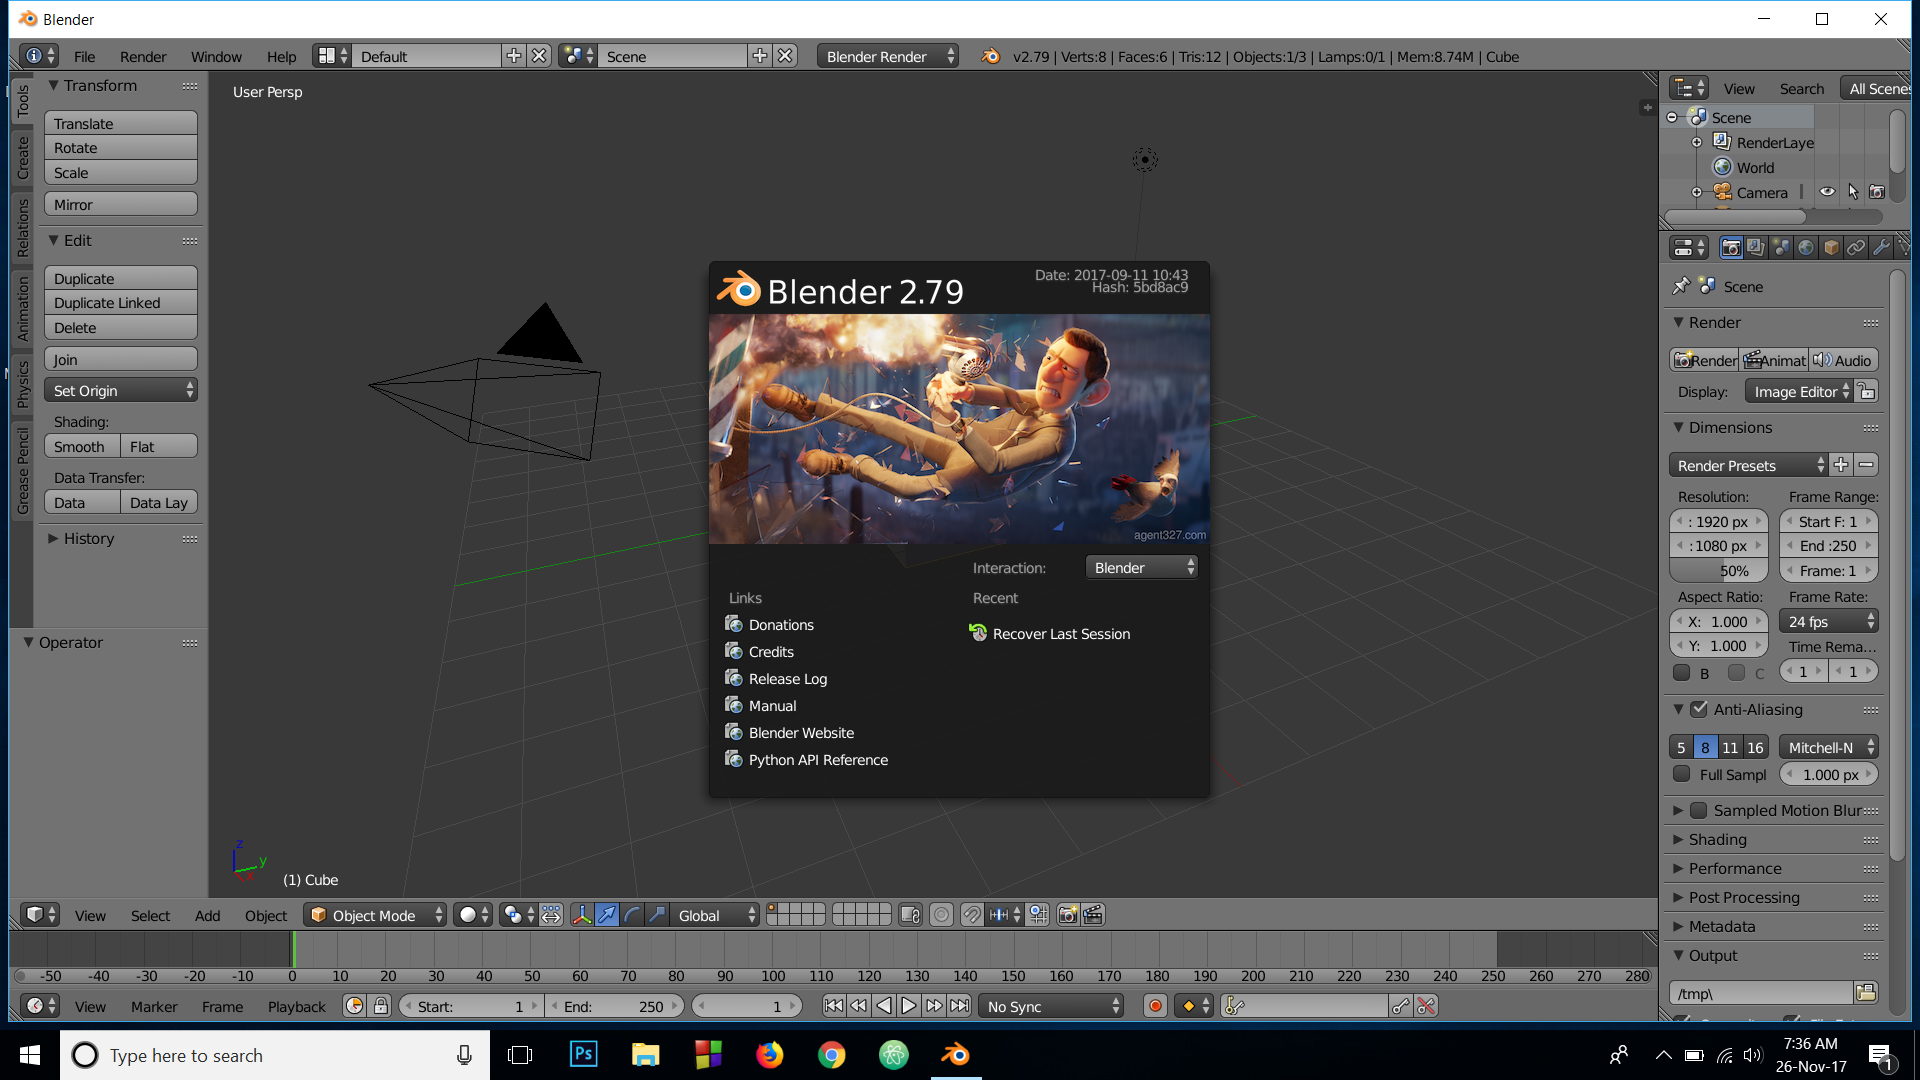 Blender
File Render Window Help Default Scene Blender Render v2.79 | Verts:8 | Faces:6 | Tris:12 | Objects:1/3 | Lamps:0/1 | Mem:8.74M | Cube
Tools
Create
Relations
Animation
Physics
Grease Pencil
Transform
Translate
Rotate
Scale
Mirror
Edit
Duplicate
Duplicate Linked
Delete
Join
Set Origin
Shading:
Smooth Flat
Data Transfer:
Data Data Lay
History
Operator
User Persp
Blender 2.79
Date: 2017-09-11 10:43
Hash: 5bd8ac9
agent327.com
Interaction: Blender
Links
Donations
Credits
Release Log
Manual
Blender Website
Python API Reference
Recent
Recover Last Session
z
y
x
(1) Cube
View Select Add Object Object Mode Global
-50 -40 -30 -20 -10 0 10 20 30 40 50 60 70 80 90 100 110 120 130 140 150 160 170 180 190 200 210 220 230 240 250 260 270 280
View Marker Frame Playback Start: 1 End: 250 1 No Sync
View Search All Scenes
Scene
RenderLaye
World
Camera
Scene
Render
Render Animat Audio
Display: Image Editor
Dimensions
Render Presets
Resolution: Frame Range:
: 1920 px Start F: 1
: 1080 px End :250
50% Frame: 1
Aspect Ratio: Frame Rate:
X: 1.000 24 fps
Y: 1.000 Time Rema...
B C 1 1
Anti-Aliasing
5 8 11 16 Mitchell-N
Full Sampl 1.000 px
Sampled Motion Blur
Shading
Performance
Post Processing
Metadata
Output
/tmp\
Type here to search
Ps
7:36 AM
26-Nov-17
1